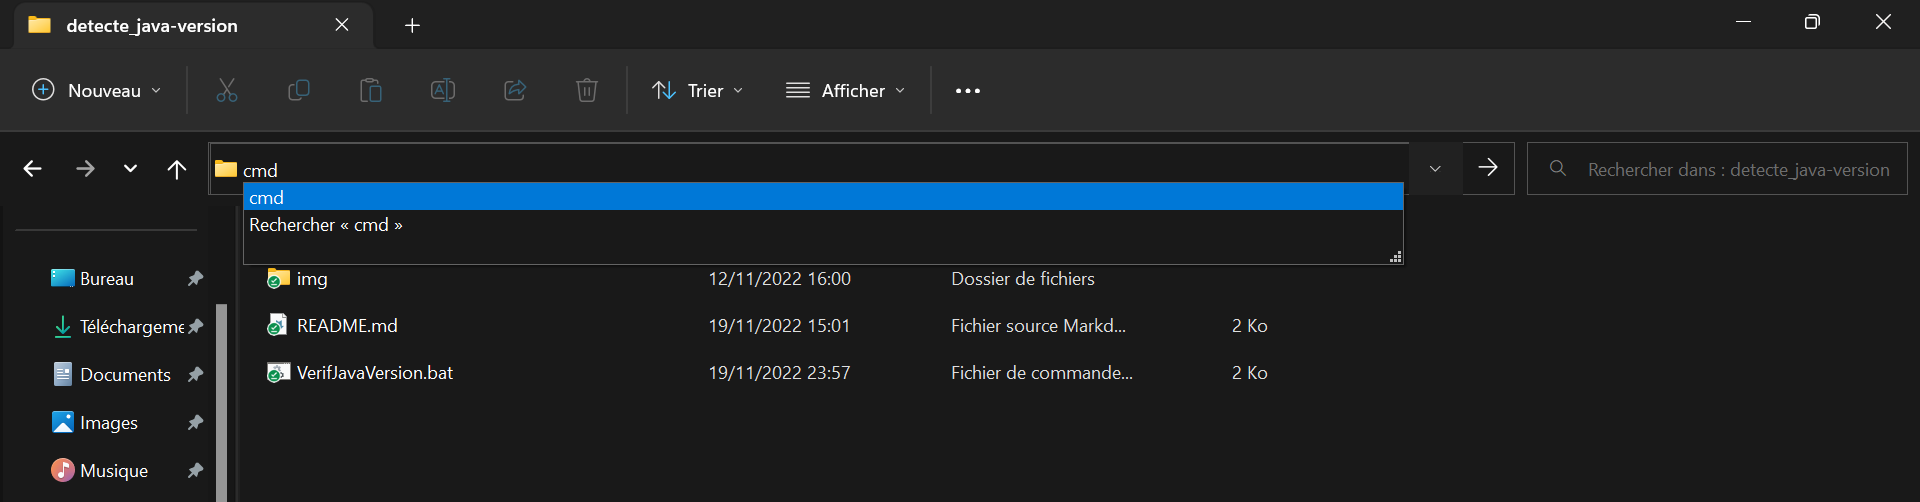 detecte_java-version
Nouveau
Trier
Afficher
cmd
Rechercher dans : detecte_java-version
cmd
Rechercher « cmd »
Bureau
img 12/11/2022 16:00 Dossier de fichiers
Téléchargeme
README.md 19/11/2022 15:01 Fichier source Markd... 2 Ko
Documents
VerifJavaVersion.bat 19/11/2022 23:57 Fichier de commande... 2 Ko
Images
Musique